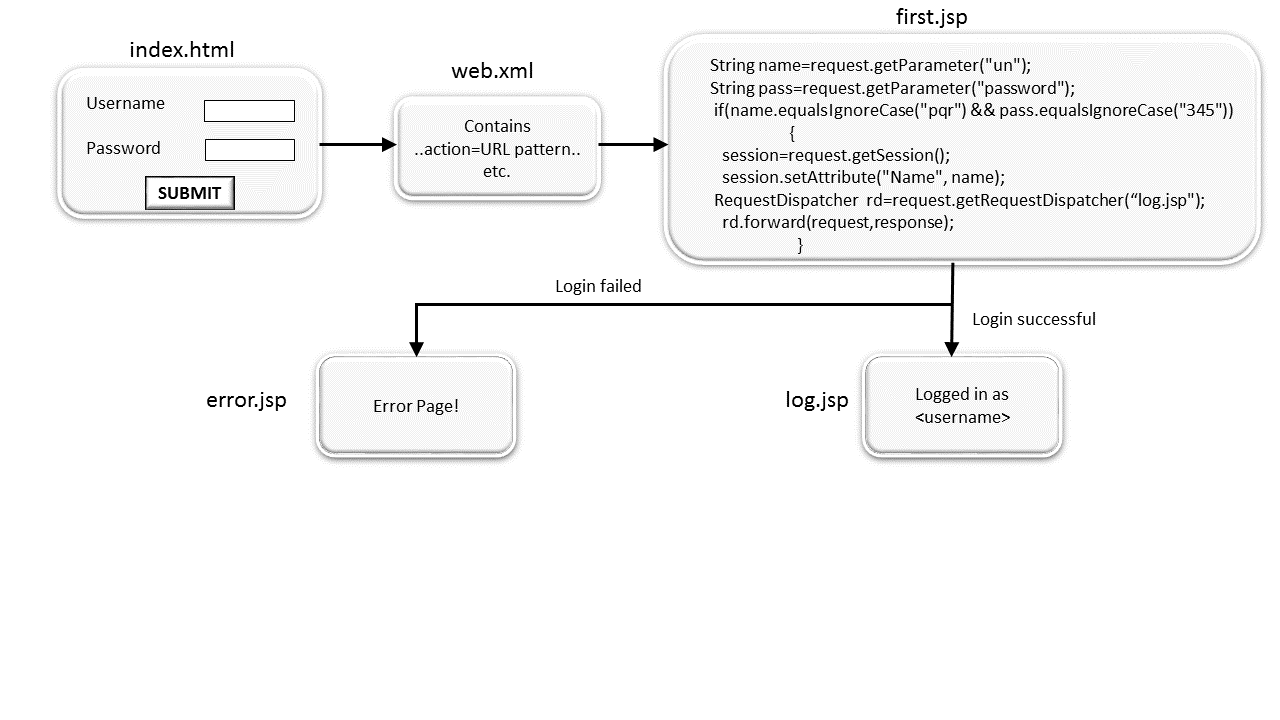 index.html
Username
Password
SUBMIT
web.xml
Contains
..action=URL pattern..
etc.
first.jsp
String name=request.getParameter("un");
String pass=request.getParameter("password");
if(name.equalsIgnoreCase("pqr") && pass.equalsIgnoreCase("345"))
{
session=request.getSession();
session.setAttribute("Name", name);
RequestDispatcher rd=request.getRequestDispatcher(“log.jsp");
rd.forward(request,response);
}
Login failed
Login successful
error.jsp
Error Page!
log.jsp
Logged in as
<username>